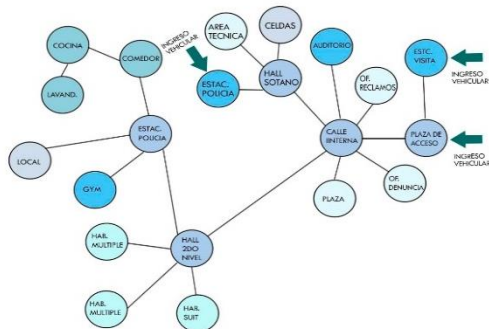 COCINA
COMEDOR
LAVAND.
INGRESO
VEHICULAR
AREA
TECNICA
CELDAS
ESTAC.
POLICIA
HALL
SOTANO
AUDITORIO
ESTC.
VISITA
INGRESO
VEHICULAR
OF.
RECLAMOS
CALLE
IINTERNA
PLAZA DE
ACCESO
INGRESO
VEHICULAR
ESTAC.
POLICIA
LOCAL
GYM
PLAZA
OF.
DENUNCIA
HAB.
MULTIPLE
HALL
2DO
NIVEL
HAB.
MULTIPLE
HAR.
SUIT